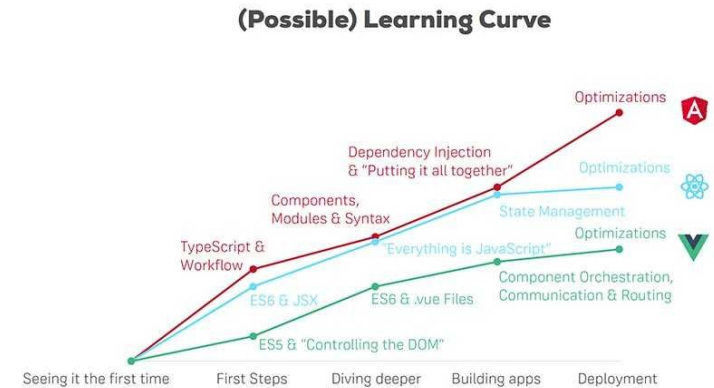 (Possible) Learning Curve
Optimizations
A
Dependency Injection
& "Putting it all together"
Optimizations
Components,
Modules & Syntax
State Management
TypeScript &
Workflow
"Everything is JavaScript"
Optimizations
ES6 & JSX
ES6 & .vue Files
Component Orchestration,
Communication & Routing
ES5 & "Controlling the DOM"
Seeing it the first time
First Steps
Diving deeper
Building apps
Deployment